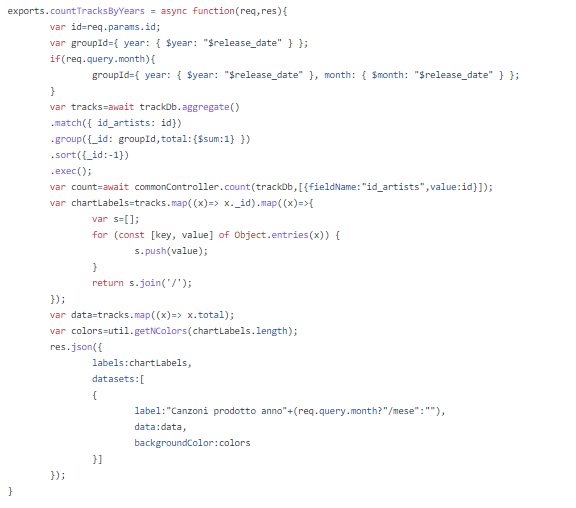 exports.countTracksByYears = async function(req,res){
var id=req.params.id;
var groupId={ year: { $year: "$release_date" } };
if(req.query.month){
groupId={ year: { $year: "$release_date" }, month: { $month: "$release_date" } };
}
var tracks=await trackDb.aggregate()
.match({ id_artists: id})
.group({_id: groupId,total:{$sum:1} })
.sort({_id:-1})
.exec();
var count=await commonController.count(trackDb,[{fieldName:"id_artists",value:id}]);
var chartLabels=tracks.map((x)=> x._id).map((x)=>{
var s=[];
for (const [key, value] of Object.entries(x)) {
s.push(value);
}
return s.join('/');
});
var data=tracks.map((x)=> x.total);
var colors=util.getNColors(chartLabels.length);
res.json({
labels:chartLabels,
datasets:[
{
label:"Canzoni prodotto anno"+(req.query.month?"/mese":""),
data:data,
backgroundColor:colors
}]
});
}